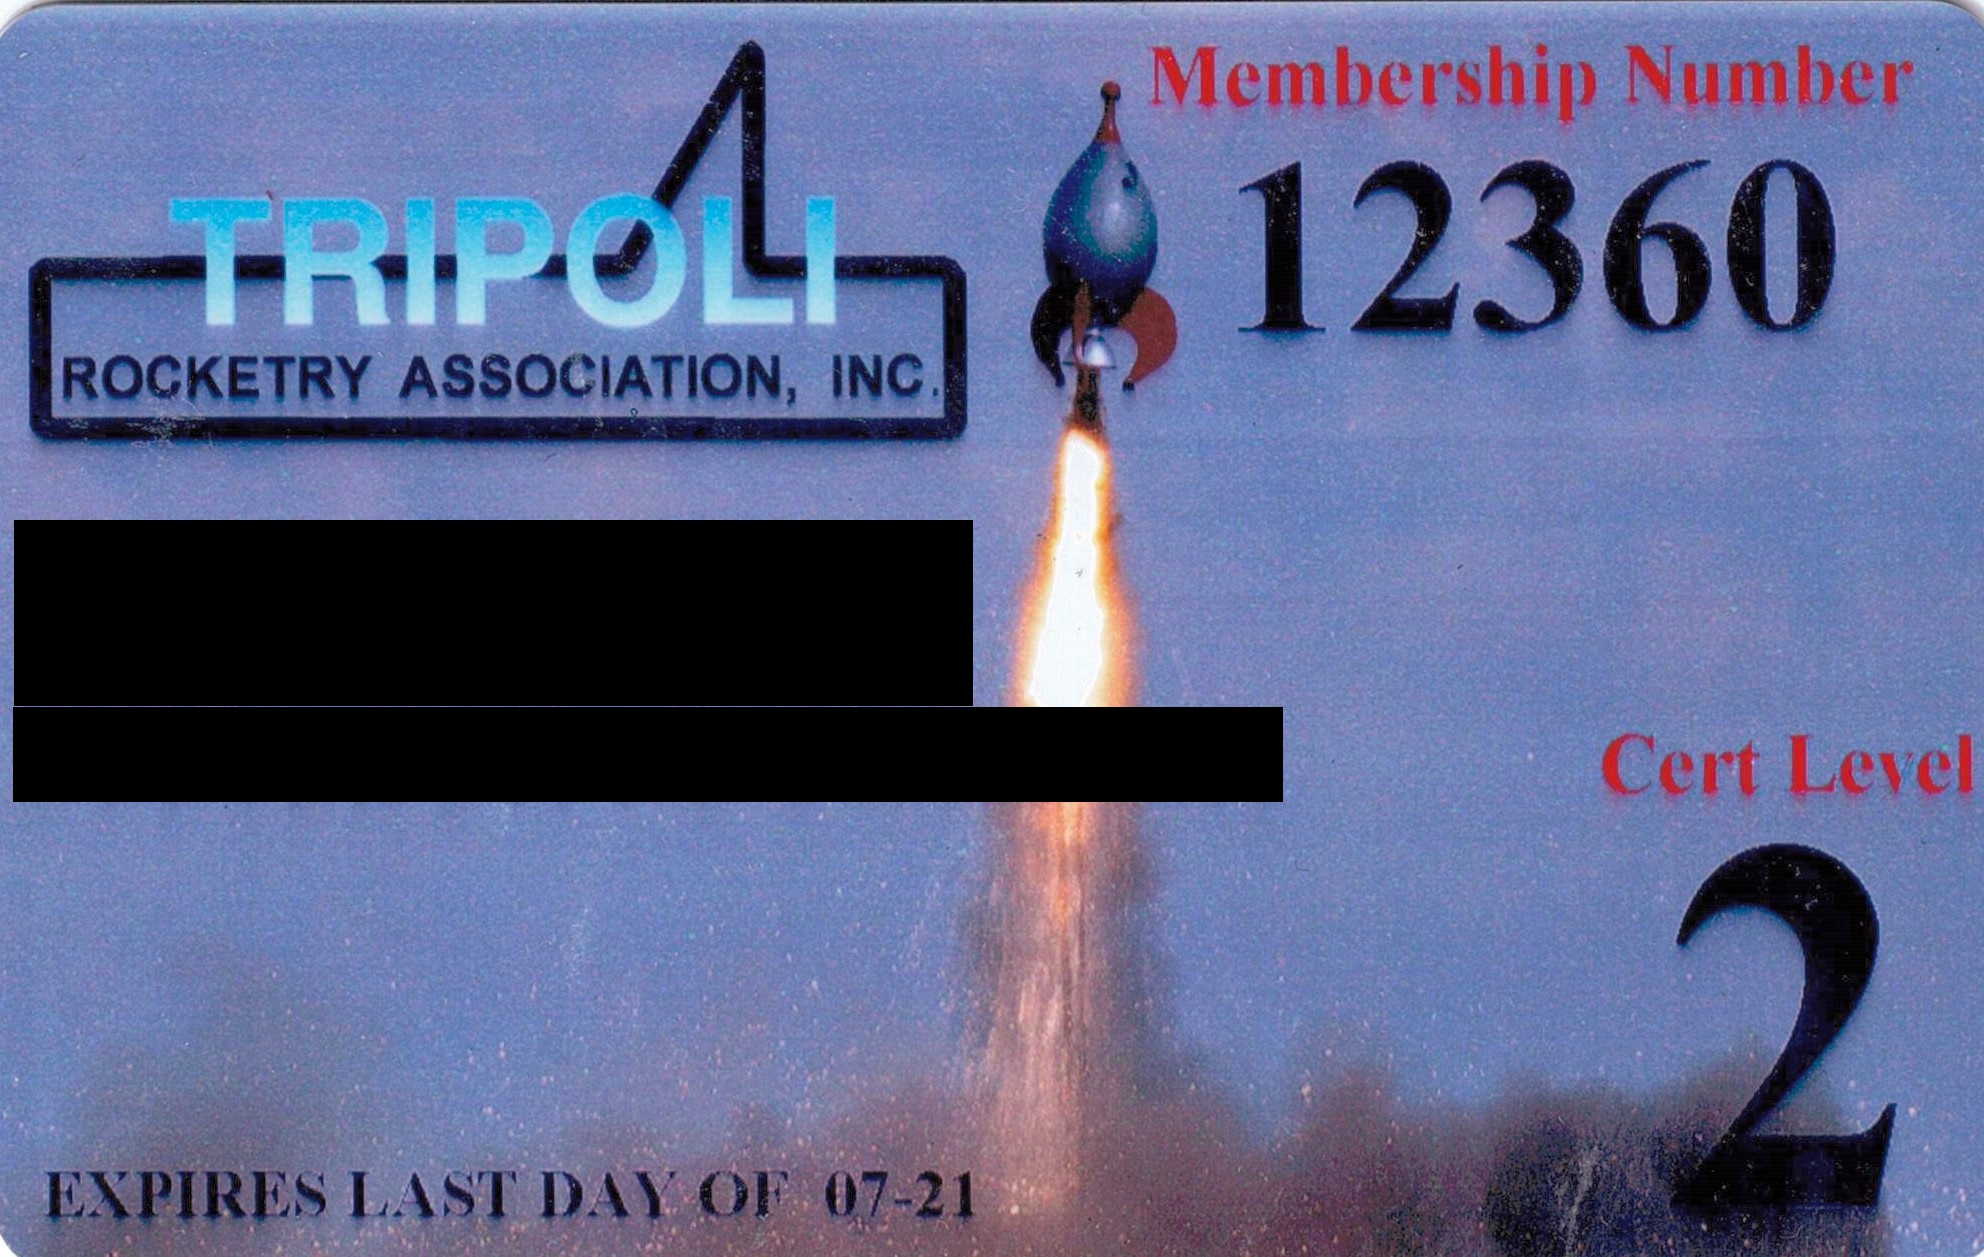 TRIPOLI
ROCKETRY ASSOCIATION, INC.
Membership Number
12360
Cert Level
2
EXPIRES LAST DAY OF 07-21